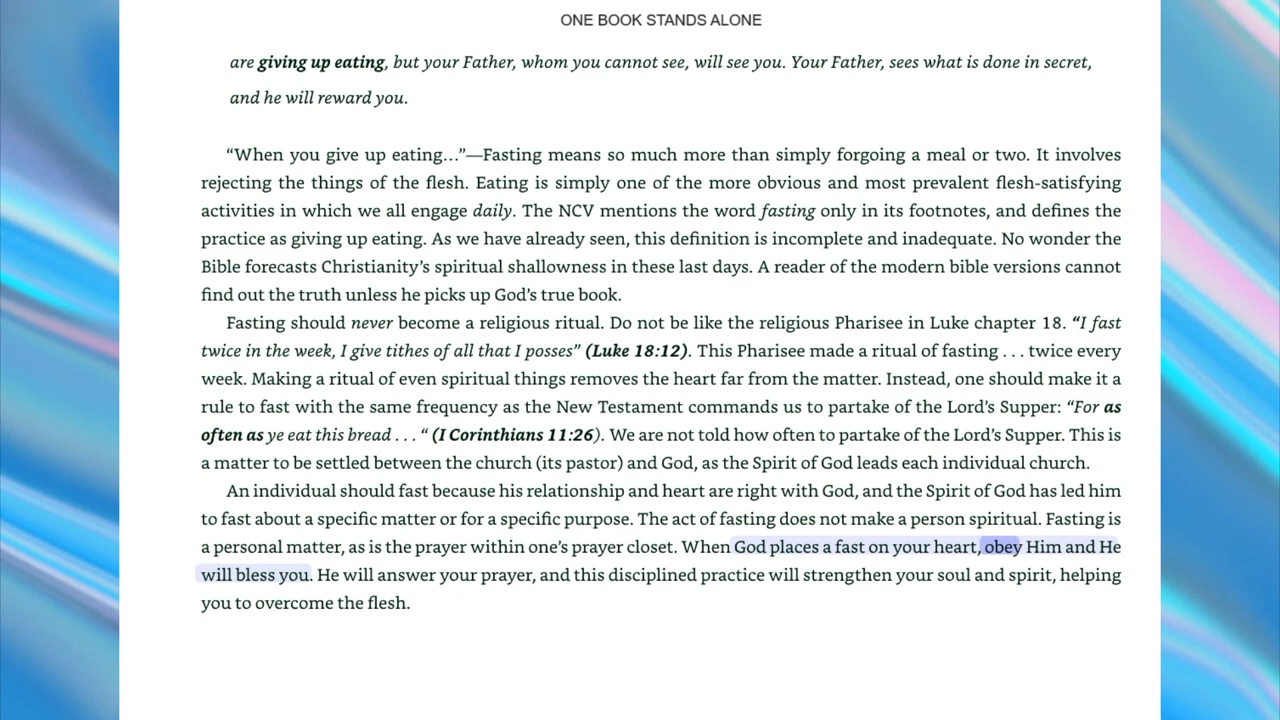 ONE BOOK STANDS ALONE
are giving up eating, but your Father, whom you cannot see, will see you. Your Father, sees what is done in secret,
and he will reward you.
“When you give up eating…”—Fasting means so much more than simply forgoing a meal or two. It involves
rejecting the things of the flesh. Eating is simply one of the more obvious and most prevalent flesh-satisfying
activities in which we all engage daily. The NCV mentions the word fasting only in its footnotes, and defines the
practice as giving up eating. As we have already seen, this definition is incomplete and inadequate. No wonder the
Bible forecasts Christianity’s spiritual shallowness in these last days. A reader of the modern bible versions cannot
find out the truth unless he picks up God’s true book.
Fasting should never become a religious ritual. Do not be like the religious Pharisee in Luke chapter 18. “I fast
twice in the week, I give tithes of all that I posses” (Luke 18:12). This Pharisee made a ritual of fasting . . . twice every
week. Making a ritual of even spiritual things removes the heart far from the matter. Instead, one should make it a
rule to fast with the same frequency as the New Testament commands us to partake of the Lord’s Supper: “For as
often as ye eat this bread . . . “ (I Corinthians 11:26). We are not told how often to partake of the Lord’s Supper. This is
a matter to be settled between the church (its pastor) and God, as the Spirit of God leads each individual church.
An individual should fast because his relationship and heart are right with God, and the Spirit of God has led him
to fast about a specific matter or for a specific purpose. The act of fasting does not make a person spiritual. Fasting is
a personal matter, as is the prayer within one’s prayer closet. When God places a fast on your heart, obey Him and He
will bless you. He will answer your prayer, and this disciplined practice will strengthen your soul and spirit, helping
you to overcome the flesh.